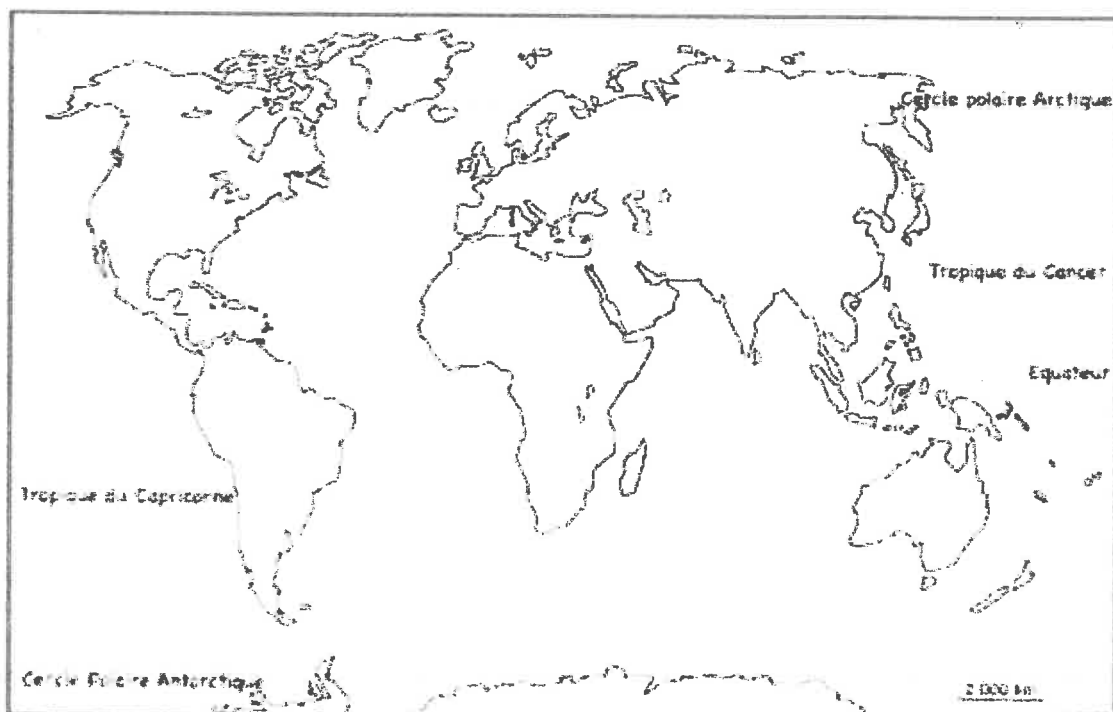 Cercle polaire Arctique
Tropique du Cancer
Equateur
Tropique du Capricorne
Cercle Polaire Antarctique
2 000 km